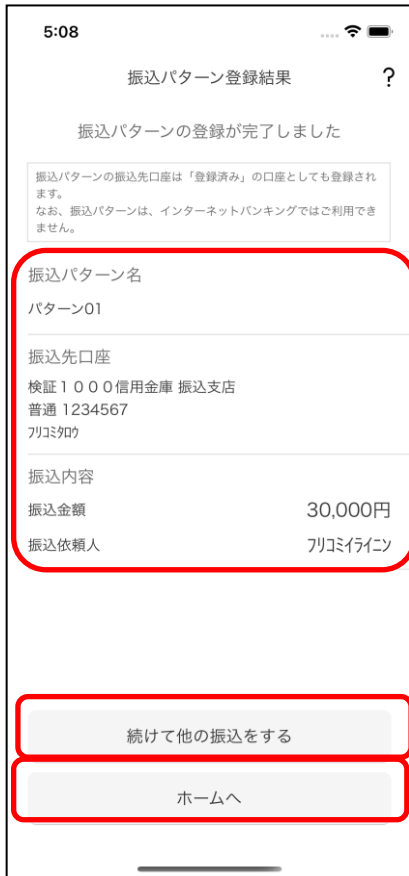 5:08
振込パターン登録結果 ?
振込パターンの登録が完了しました
振込パターンの振込先口座は「登録済み」の口座としても登録され
ます。
なお、振込パターンは、インターネットバンキングではご利用でき
ません。
振込パターン名
パターン01
振込先口座
検証１０００信用金庫 振込支店
普通 1234567
ﾌﾘｺﾐﾀﾛｳ
振込内容
振込金額 30,000円
振込依頼人 ﾌﾘｺﾐｲﾗｲﾆﾝ
続けて他の振込をする
ホームへ